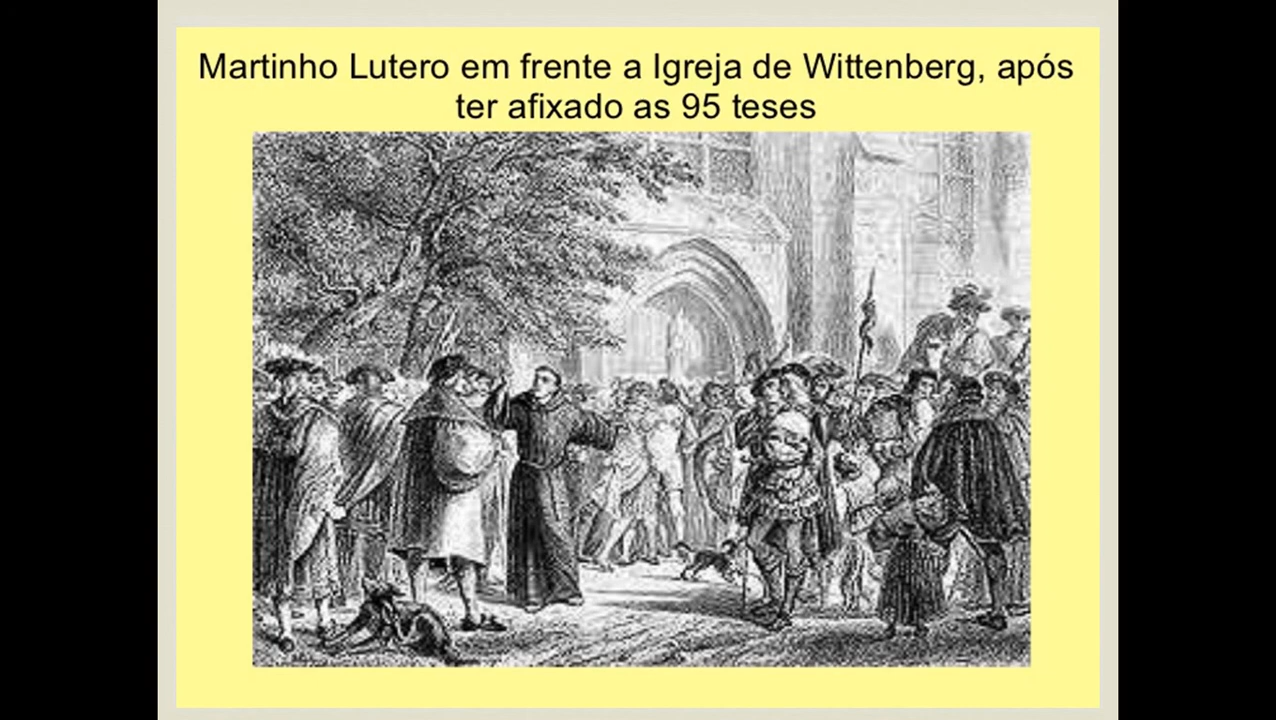 Martinho Lutero em frente a Igreja de Wittenberg, após
ter afixado as 95 teses